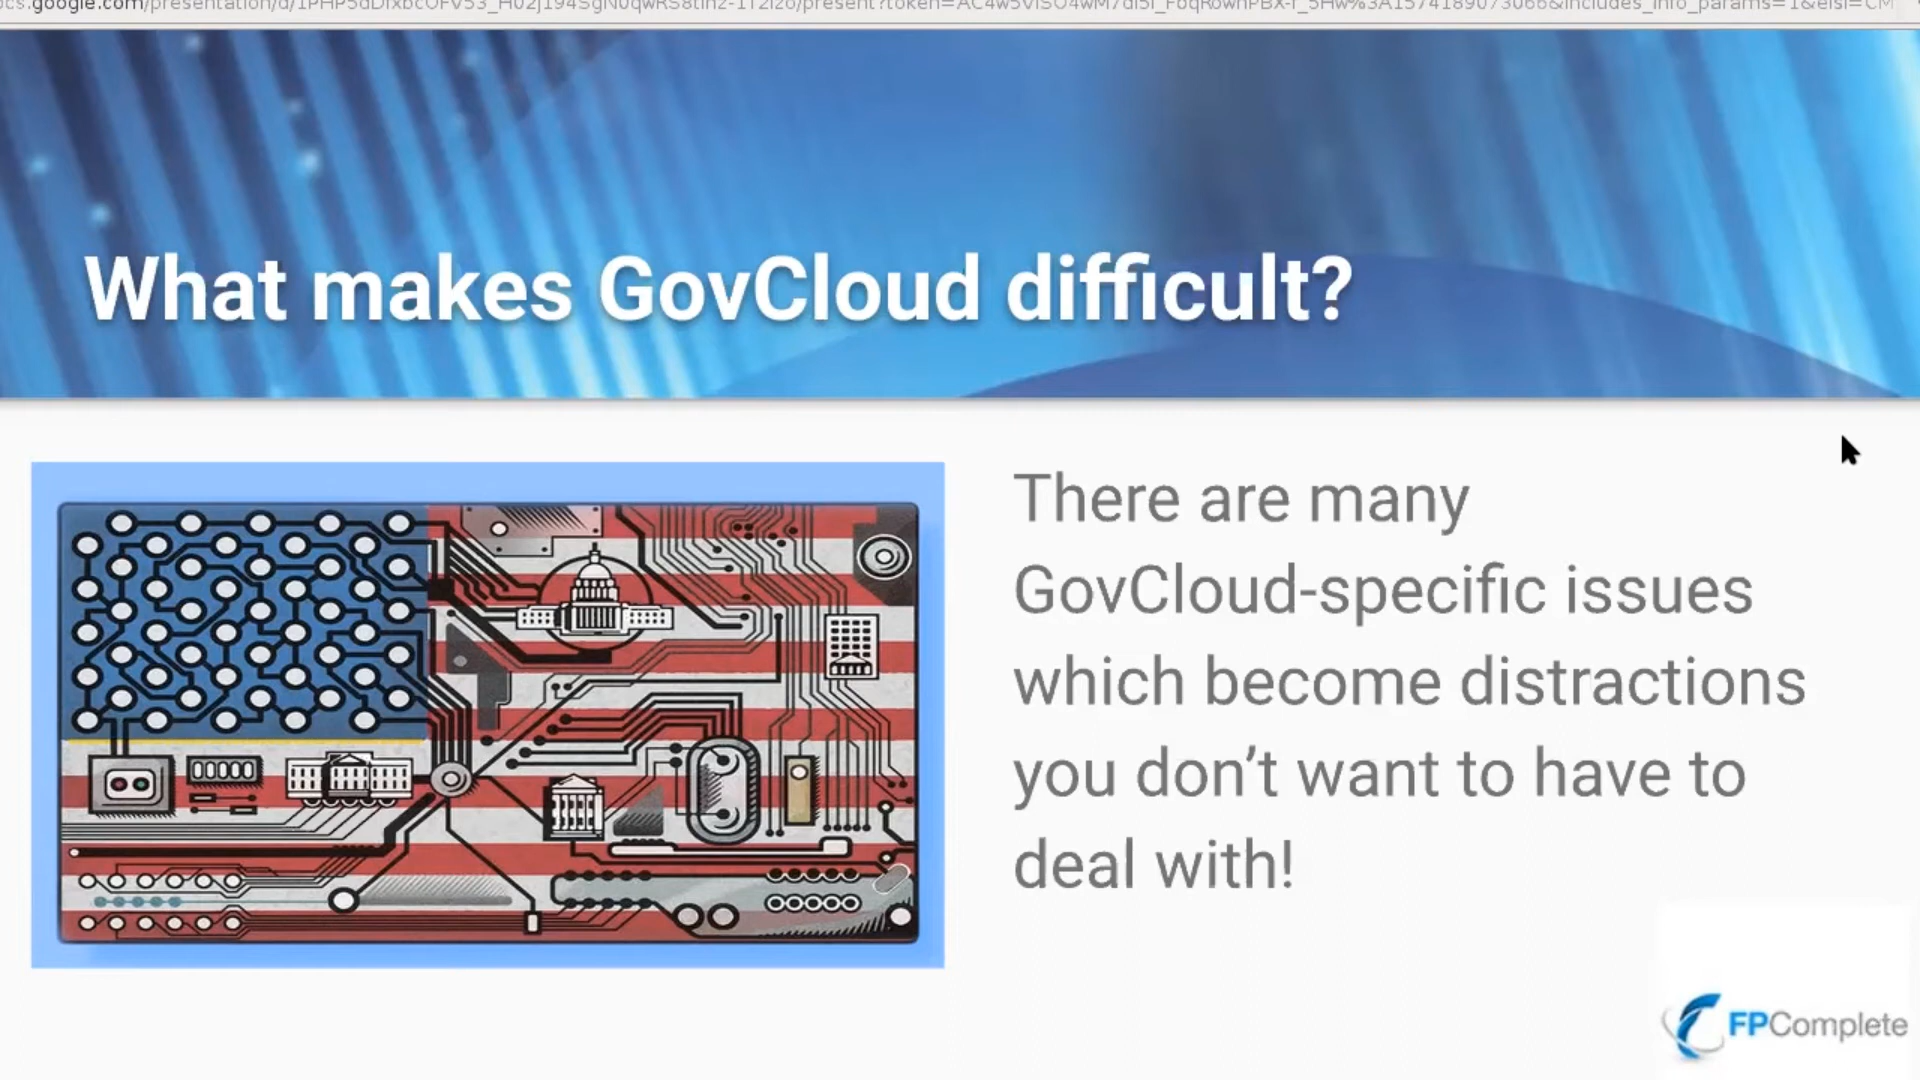 What makes GovCloud difficult?
There are many
GovCloud-specific issues
which become distractions
you don’t want to have to
deal with!
FPComplete